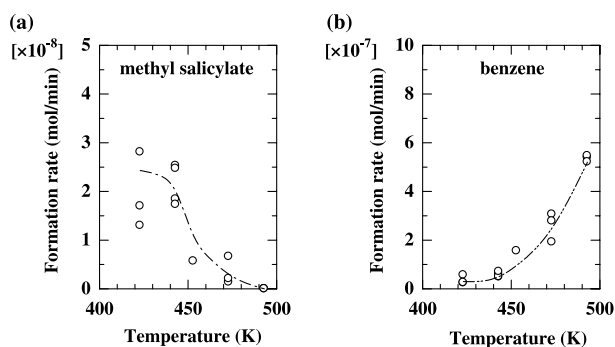 (a)
[×10⁻⁸]
methyl salicylate
Formation rate (mol/min)
5
4
3
2
1
0
400
450
500
Temperature (K)
(b)
[×10⁻⁷]
benzene
Formation rate (mol/min)
10
8
6
4
2
0
400
450
500
Temperature (K)